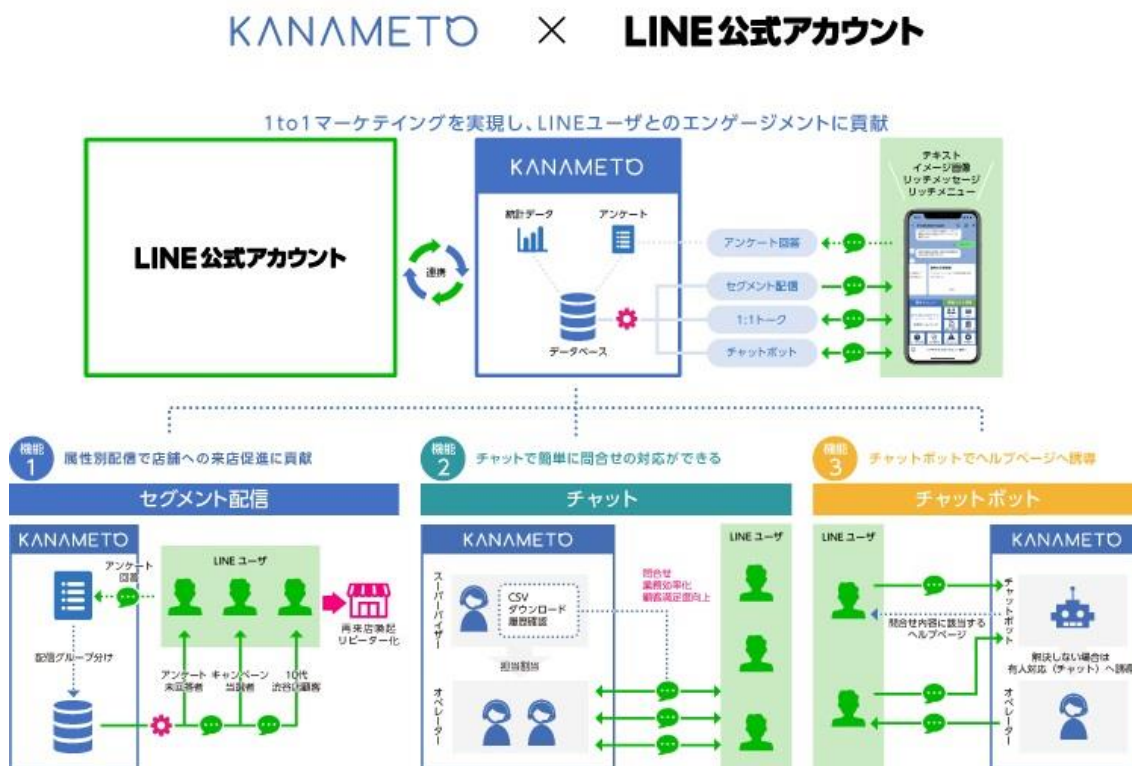 KANAMETO × LINE公式アカウント
1to1マーケテイングを実現し、LINEユーザとのエンゲージメントに貢献
LINE公式アカウント
連携
KANAMETO
統計データ
アンケート
データベース
アンケート回答
セグメント配信
1:1トーク
チャットボット
テキスト
イメージ画像
リッチメッセージ
リッチメニュー
機能
1
属性別配信で店舗への来店促進に貢献
セグメント配信
KANAMETO
アンケート
回答
LINE ユーザ
再来店喚起
リピーター化
配信グループ分け
アンケート
未回答者
キャンペーン
当選者
10代
渋谷店顧客
機能
2
チャットで簡単に問合せの対応ができる
チャット
KANAMETO
LINE ユーザ
スーパーバイザー
CSV
ダウンロード
履歴確認
問合せ
業務効率化
顧客満足度向上
担当割当
オペレーター
機能
3
チャットボットでヘルプページへ誘導
チャットボット
LINE ユーザ
KANAMETO
チャットボット
問合せ内容に該当する
ヘルプページ
解決しない場合は
有人対応（チャット）へ誘導
オペレーター